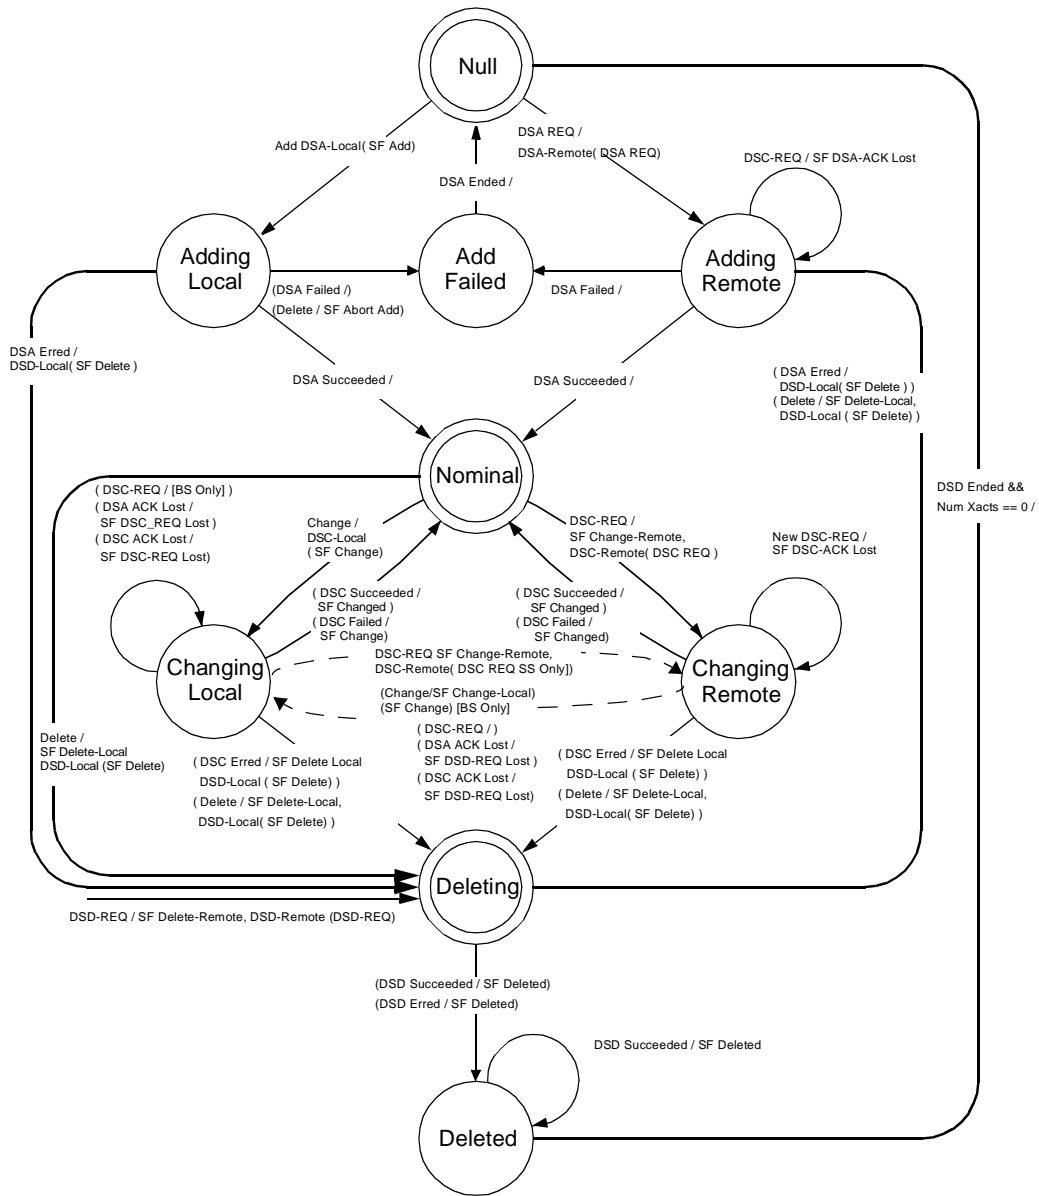 Null
Add DSA-Local( SF Add)
DSA REQ /
DSA-Remote( DSA REQ)
DSC-REQ / SF DSA-ACK Lost
DSA Ended /
Adding
Local
Add
Failed
Adding
Remote
(DSA Failed /)
(Delete / SF Abort Add)
DSA Failed /
DSA Erred /
DSD-Local( SF Delete )
DSA Succeeded /
DSA Succeeded /
( DSA Erred /
DSD-Local( SF Delete ) )
( Delete / SF Delete-Local,
DSD-Local ( SF Delete) )
Nominal
( DSC-REQ / [BS Only] )
( DSA ACK Lost /
SF DSC_REQ Lost )
( DSC ACK Lost /
SF DSC-REQ Lost)
Change /
DSC-Local
( SF Change)
DSC-REQ /
SF Change-Remote,
DSC-Remote( DSC REQ )
New DSC-REQ /
SF DSC-ACK Lost
DSD Ended &&
Num Xacts == 0 /
( DSC Succeeded /
SF Changed )
( DSC Failed /
SF Change)
( DSC Succeeded /
SF Changed )
( DSC Failed /
SF Changed)
Changing
Local
DSC-REQ SF Change-Remote,
DSC-Remote( DSC REQ SS Only])
Changing
Remote
(Change/SF Change-Local)
(SF Change) [BS Only]
Delete /
SF Delete-Local
DSD-Local (SF Delete)
( DSC Erred / SF Delete Local
DSD-Local ( SF Delete) )
( Delete / SF Delete-Local,
DSD-Local( SF Delete) )
( DSC-REQ / )
( DSA ACK Lost /
SF DSD-REQ Lost )
( DSC ACK Lost /
SF DSD-REQ Lost)
( DSC Erred / SF Delete Local
DSD-Local ( SF Delete) )
( Delete / SF Delete-Local,
DSD-Local( SF Delete) )
Deleting
DSD-REQ / SF Delete-Remote, DSD-Remote (DSD-REQ)
(DSD Succeeded / SF Deleted)
(DSD Erred / SF Deleted)
DSD Succeeded / SF Deleted
Deleted